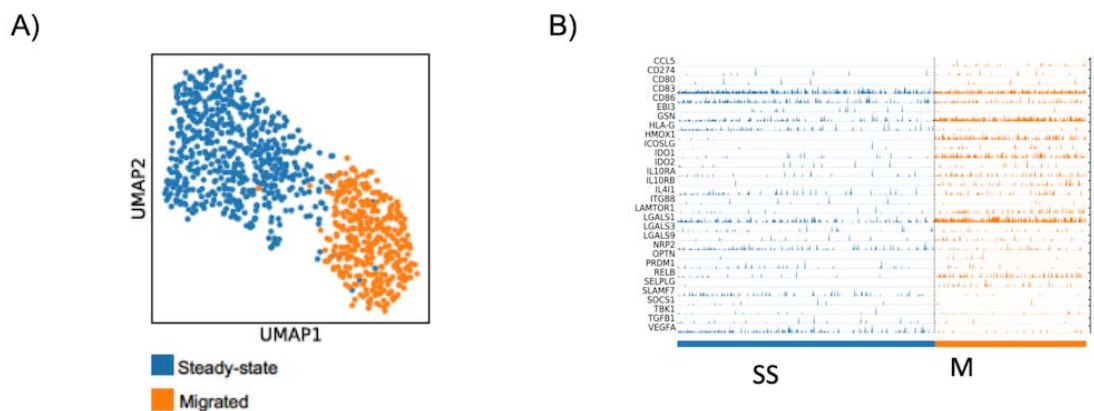 A)
UMAP2
UMAP1
Steady-state
Migrated
B)
CCL5
CD274
CD80
CD83
CD86
EBI3
GSN
HLA-G
HMOX1
ICOSLG
IDO1
IDO2
IL10RA
IL10RB
IL4I1
ITGB8
LAMTOR1
LGALS1
LGALS3
LGALS9
NRP2
OPTN
PRDM1
RELB
SELPLG
SLAMF7
SOCS1
TBK1
TGFB1
VEGFA
SS M